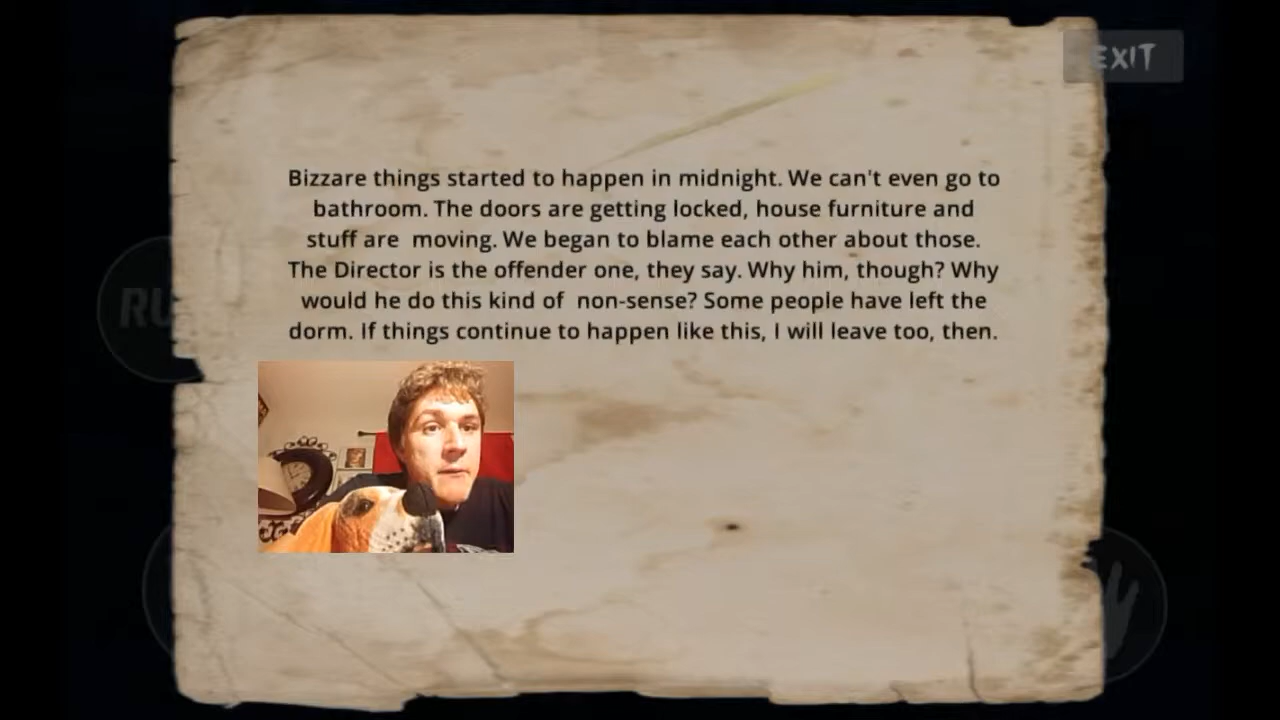 EXIT
Bizzare things started to happen in midnight. We can't even go to
bathroom. The doors are getting locked, house furniture and
stuff are  moving. We began to blame each other about those.
The Director is the offender one, they say. Why him, though? Why
would he do this kind of  non-sense? Some people have left the
dorm. If things continue to happen like this, I will leave too, then.
RU